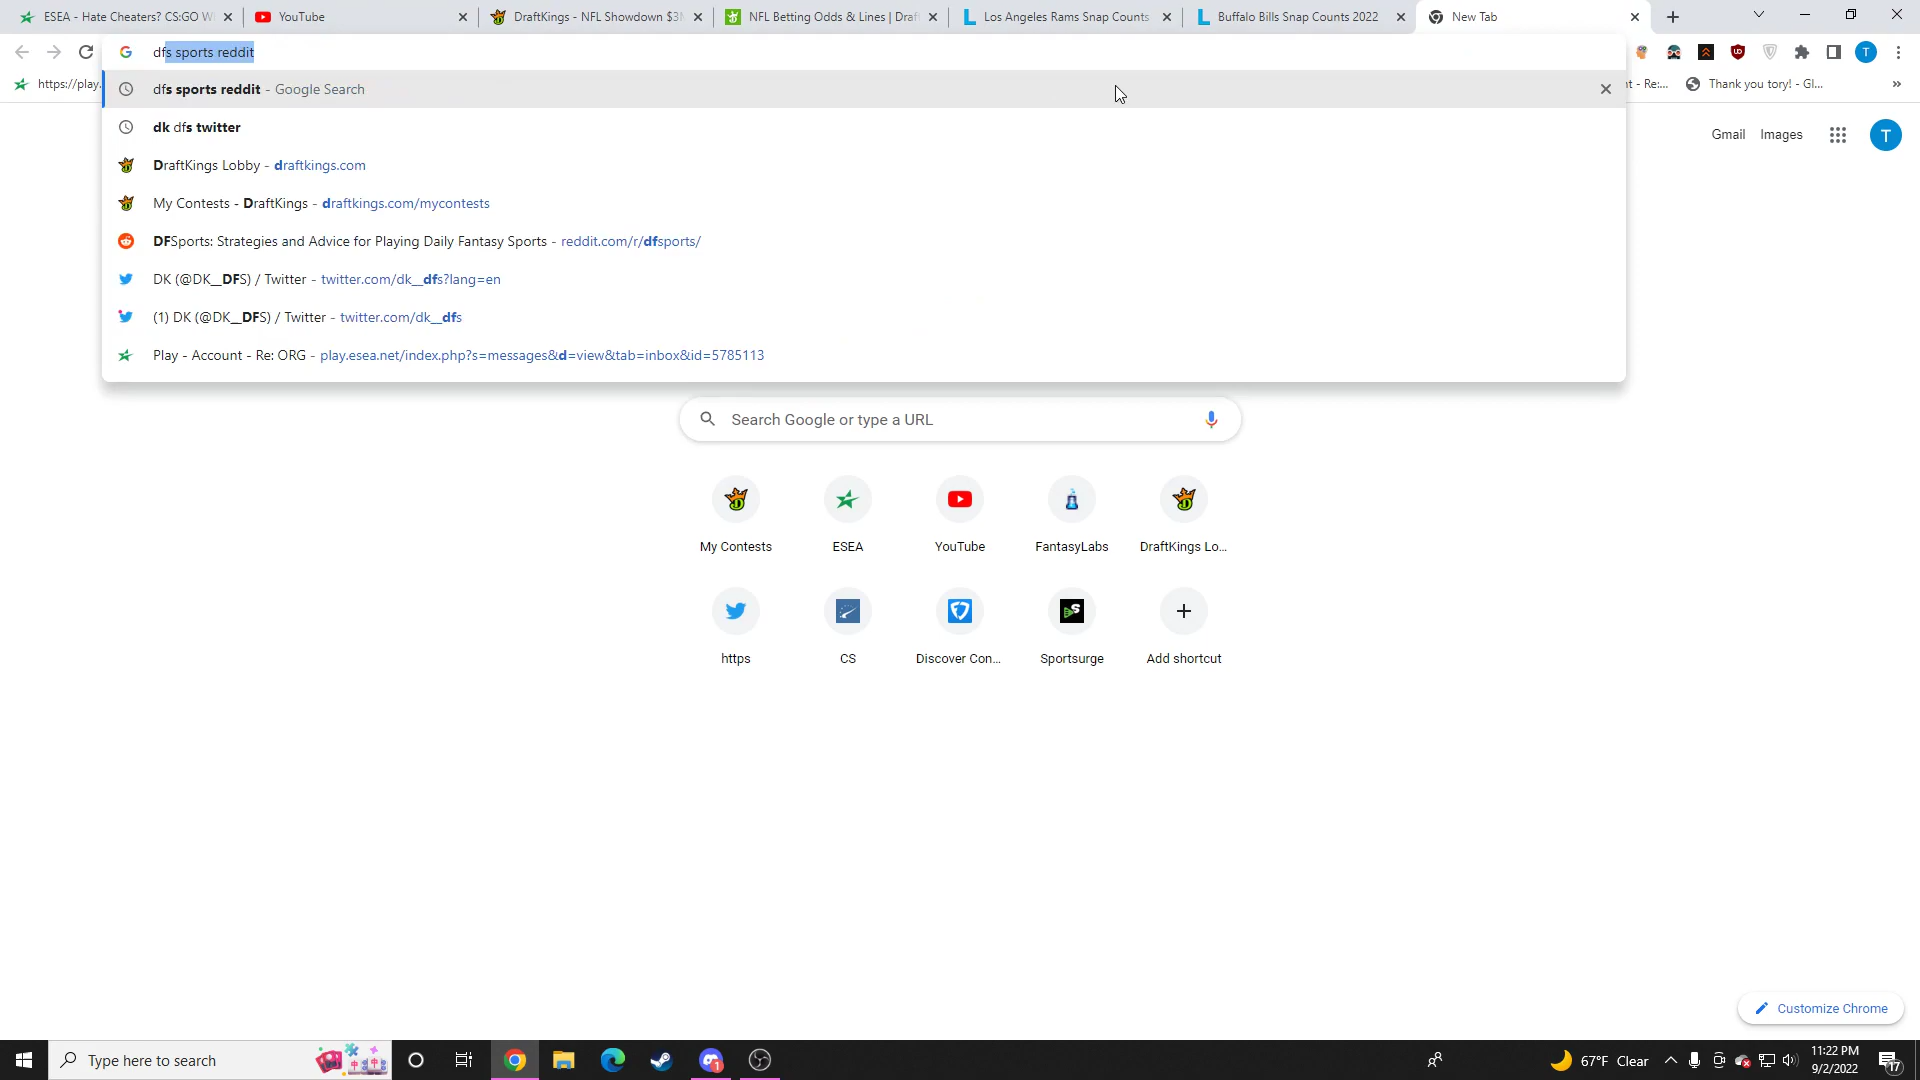 ESEA - Hate Cheaters? CS:GO W
YouTube
DraftKings - NFL Showdown $3
NFL Betting Odds & Lines | Draf
Los Angeles Rams Snap Counts
Buffalo Bills Snap Counts 2022
New Tab
dfs sports reddit
https://play.
nt - Re:...
Thank you tory! - Gl...
dfs sports reddit - Google Search
dk dfs twitter
DraftKings Lobby - draftkings.com
My Contests - DraftKings - draftkings.com/mycontests
DFSports: Strategies and Advice for Playing Daily Fantasy Sports - reddit.com/r/dfsports/
DK (@DK__DFS) / Twitter - twitter.com/dk__dfs?lang=en
(1) DK (@DK__DFS) / Twitter - twitter.com/dk__dfs
Play - Account - Re: ORG - play.esea.net/index.php?s=messages&d=view&tab=inbox&id=5785113
Gmail Images
T
T
Search Google or type a URL
My Contests
ESEA
YouTube
FantasyLabs
DraftKings Lo...
https
CS
Discover Con...
Sportsurge
Add shortcut
Customize Chrome
Type here to search
67°F Clear
11:22 PM
9/2/2022
17